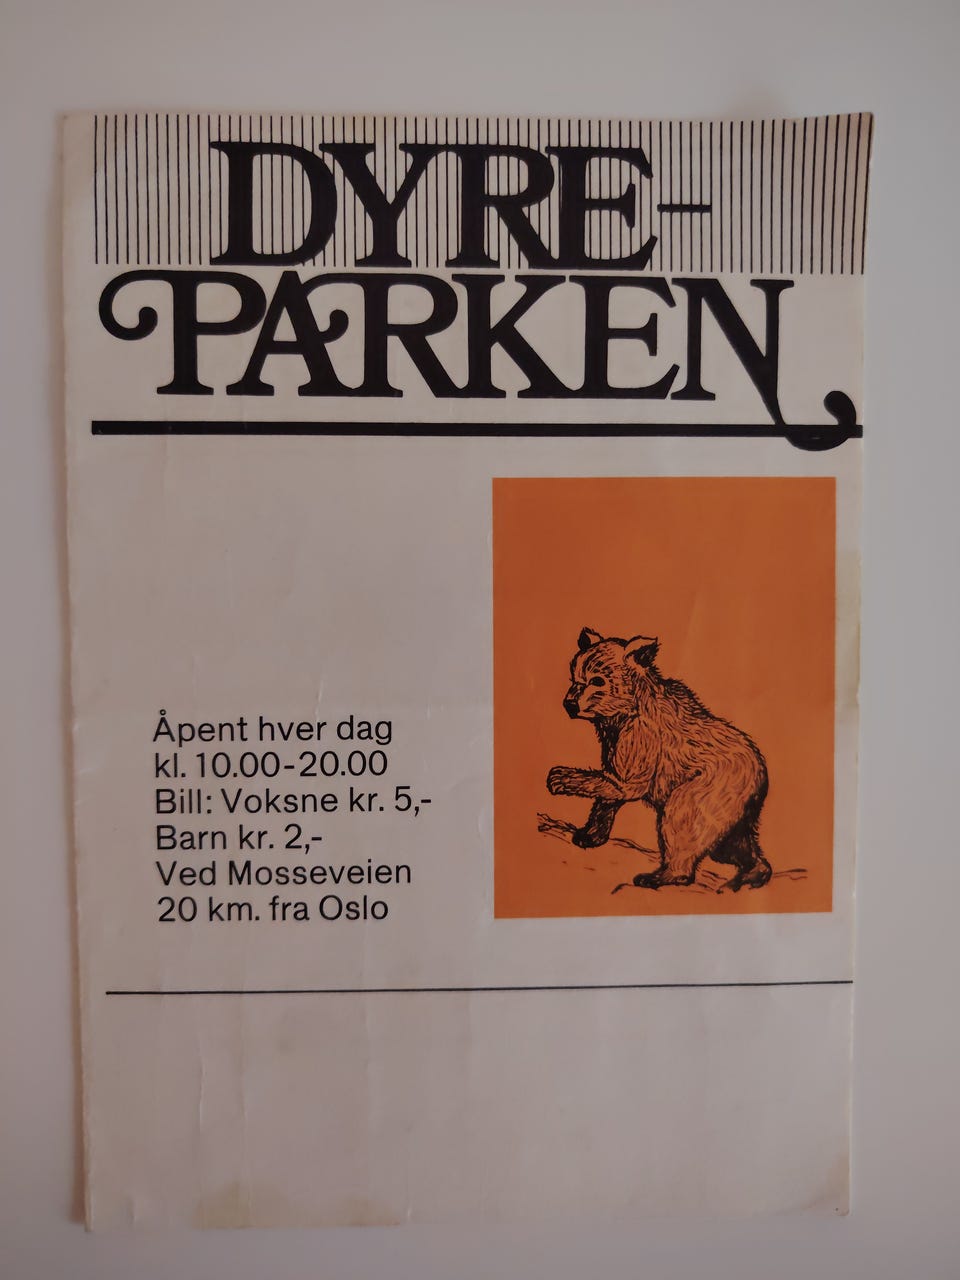 DYRE-
PARKEN
Åpent hver dag
kl. 10.00-20.00
Bill: Voksne kr. 5,-
Barn kr. 2,-
Ved Mosseveien
20 km. fra Oslo